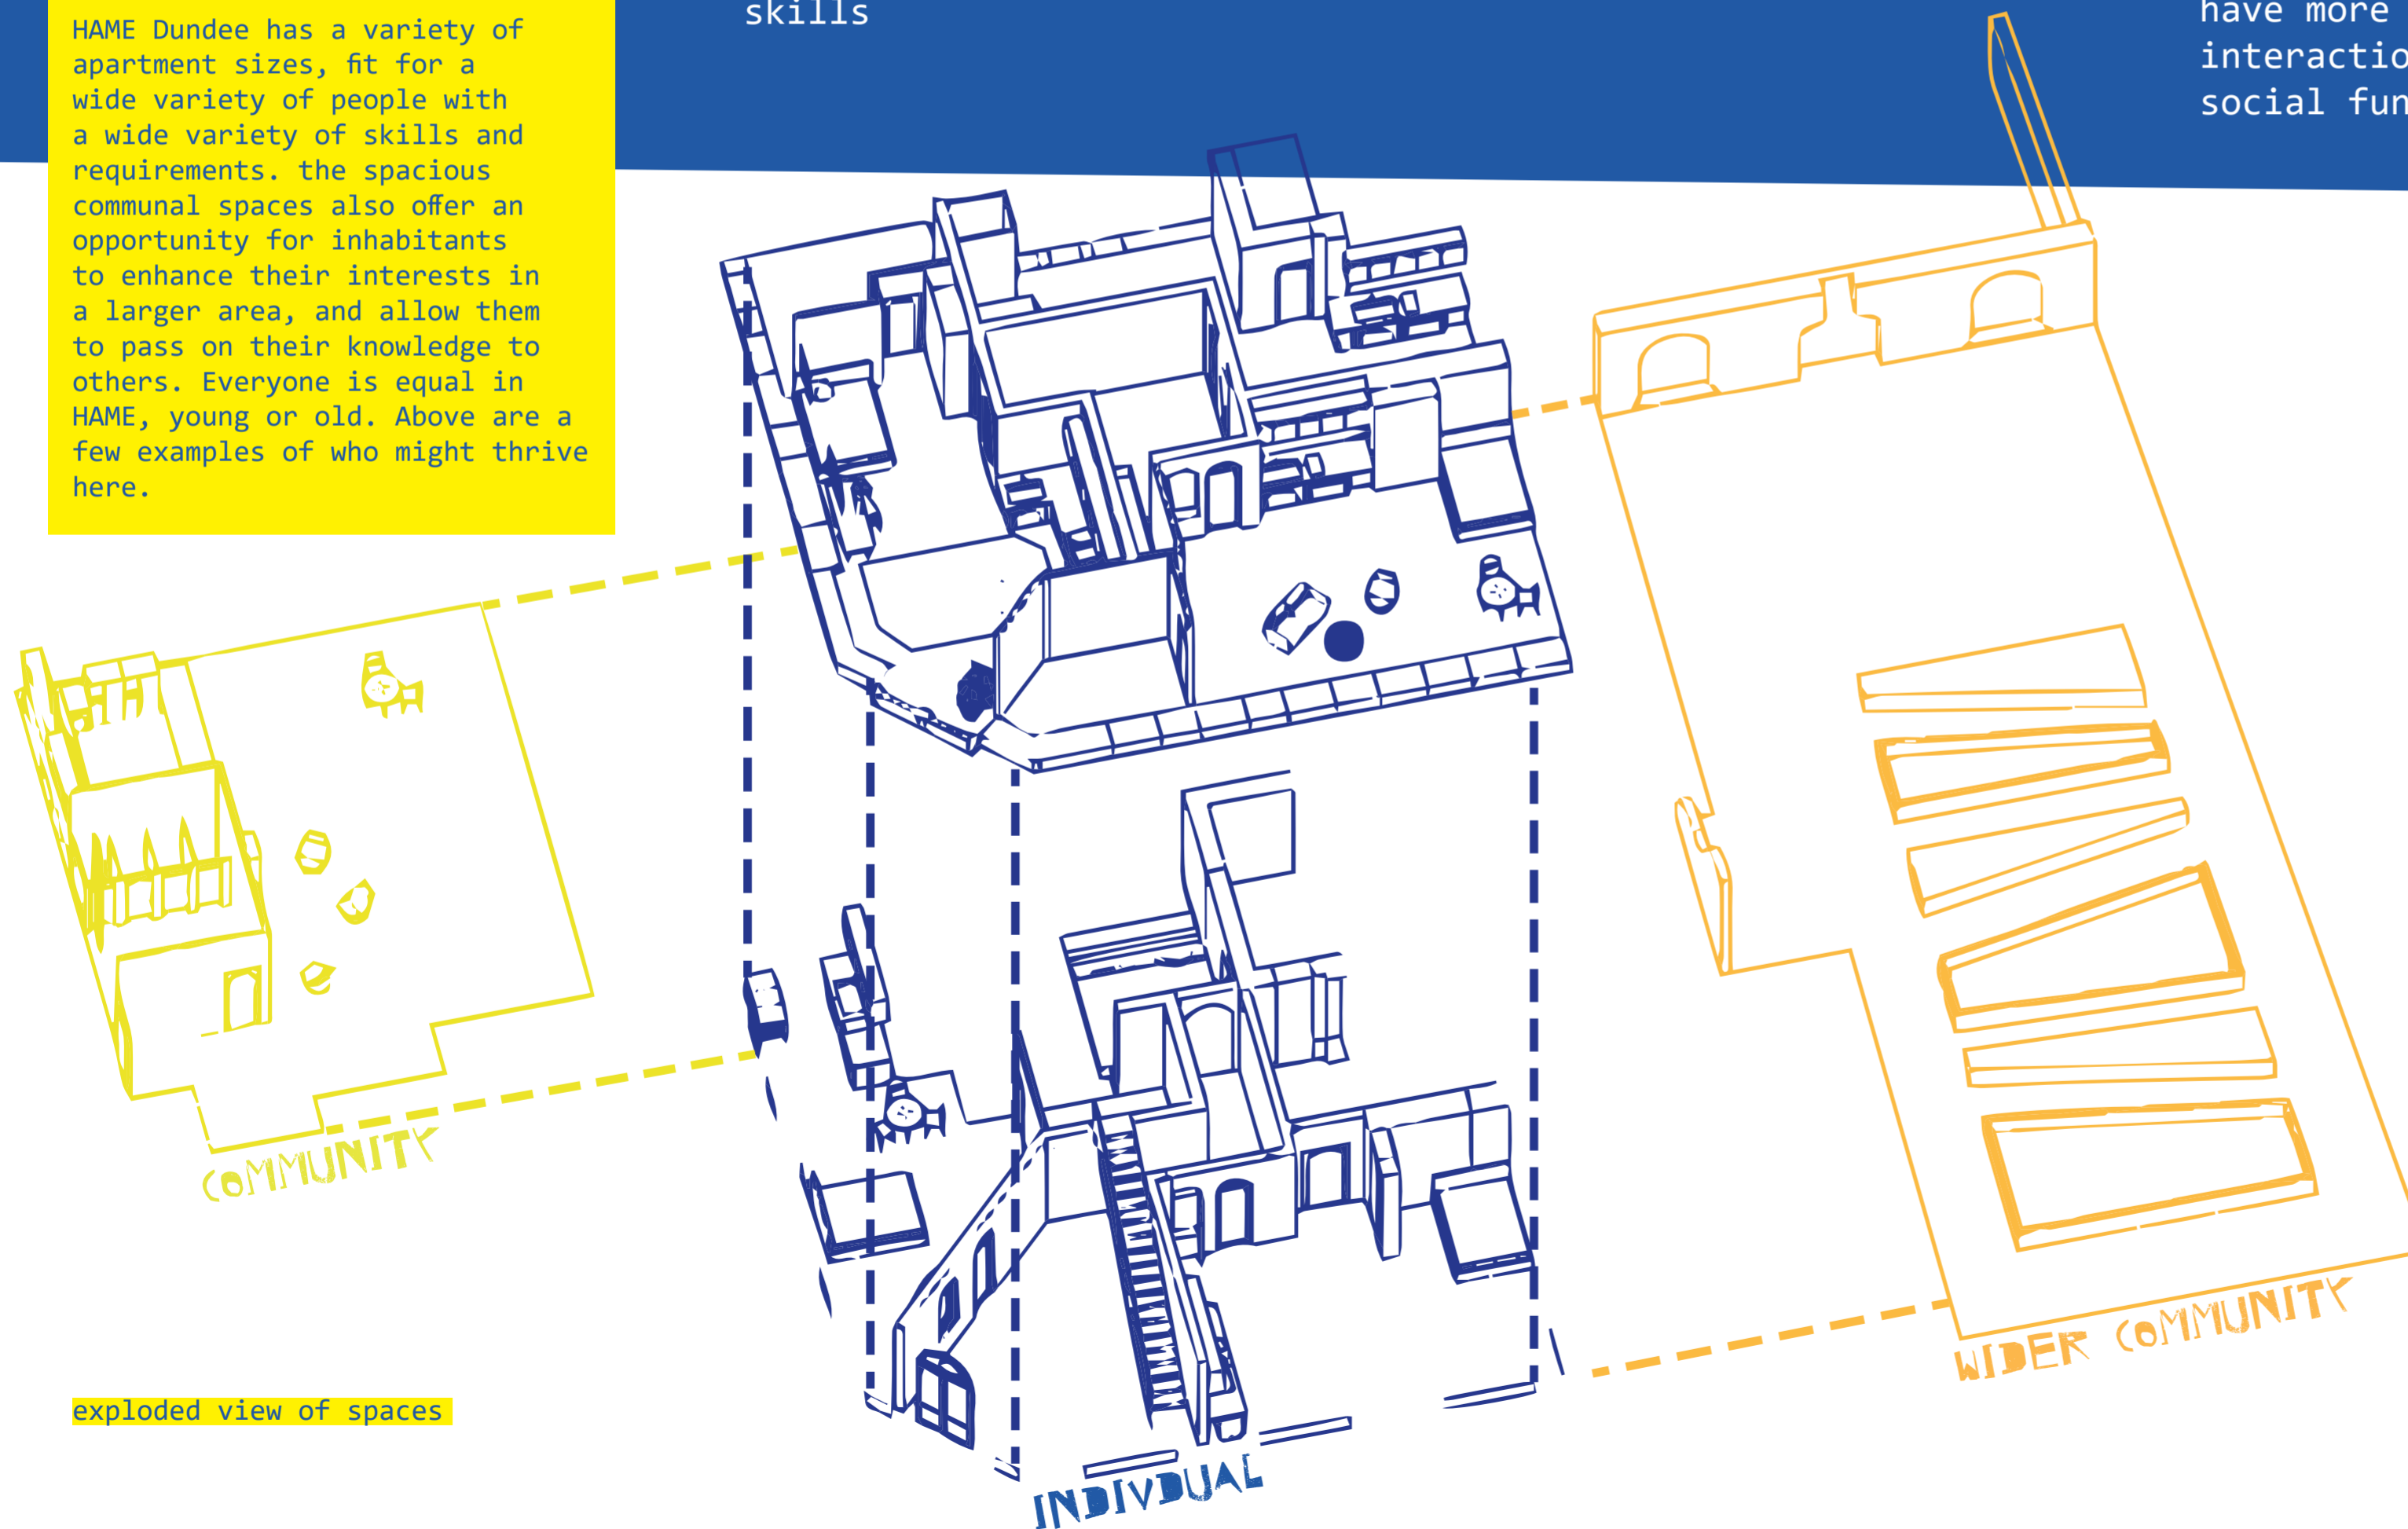 HAME Dundee has a variety of
apartment sizes, fit for a
wide variety of people with
a wide variety of skills and
requirements. the spacious
communal spaces also offer an
opportunity for inhabitants
to enhance their interests in
a larger area, and allow them
to pass on their knowledge to
others. Everyone is equal in
HAME, young or old. Above are a
few examples of who might thrive
here.
skills
have more
interactio
social fun
COMMUNITY
WIDER COMMUNITY
INDIVDUAL
exploded view of spaces